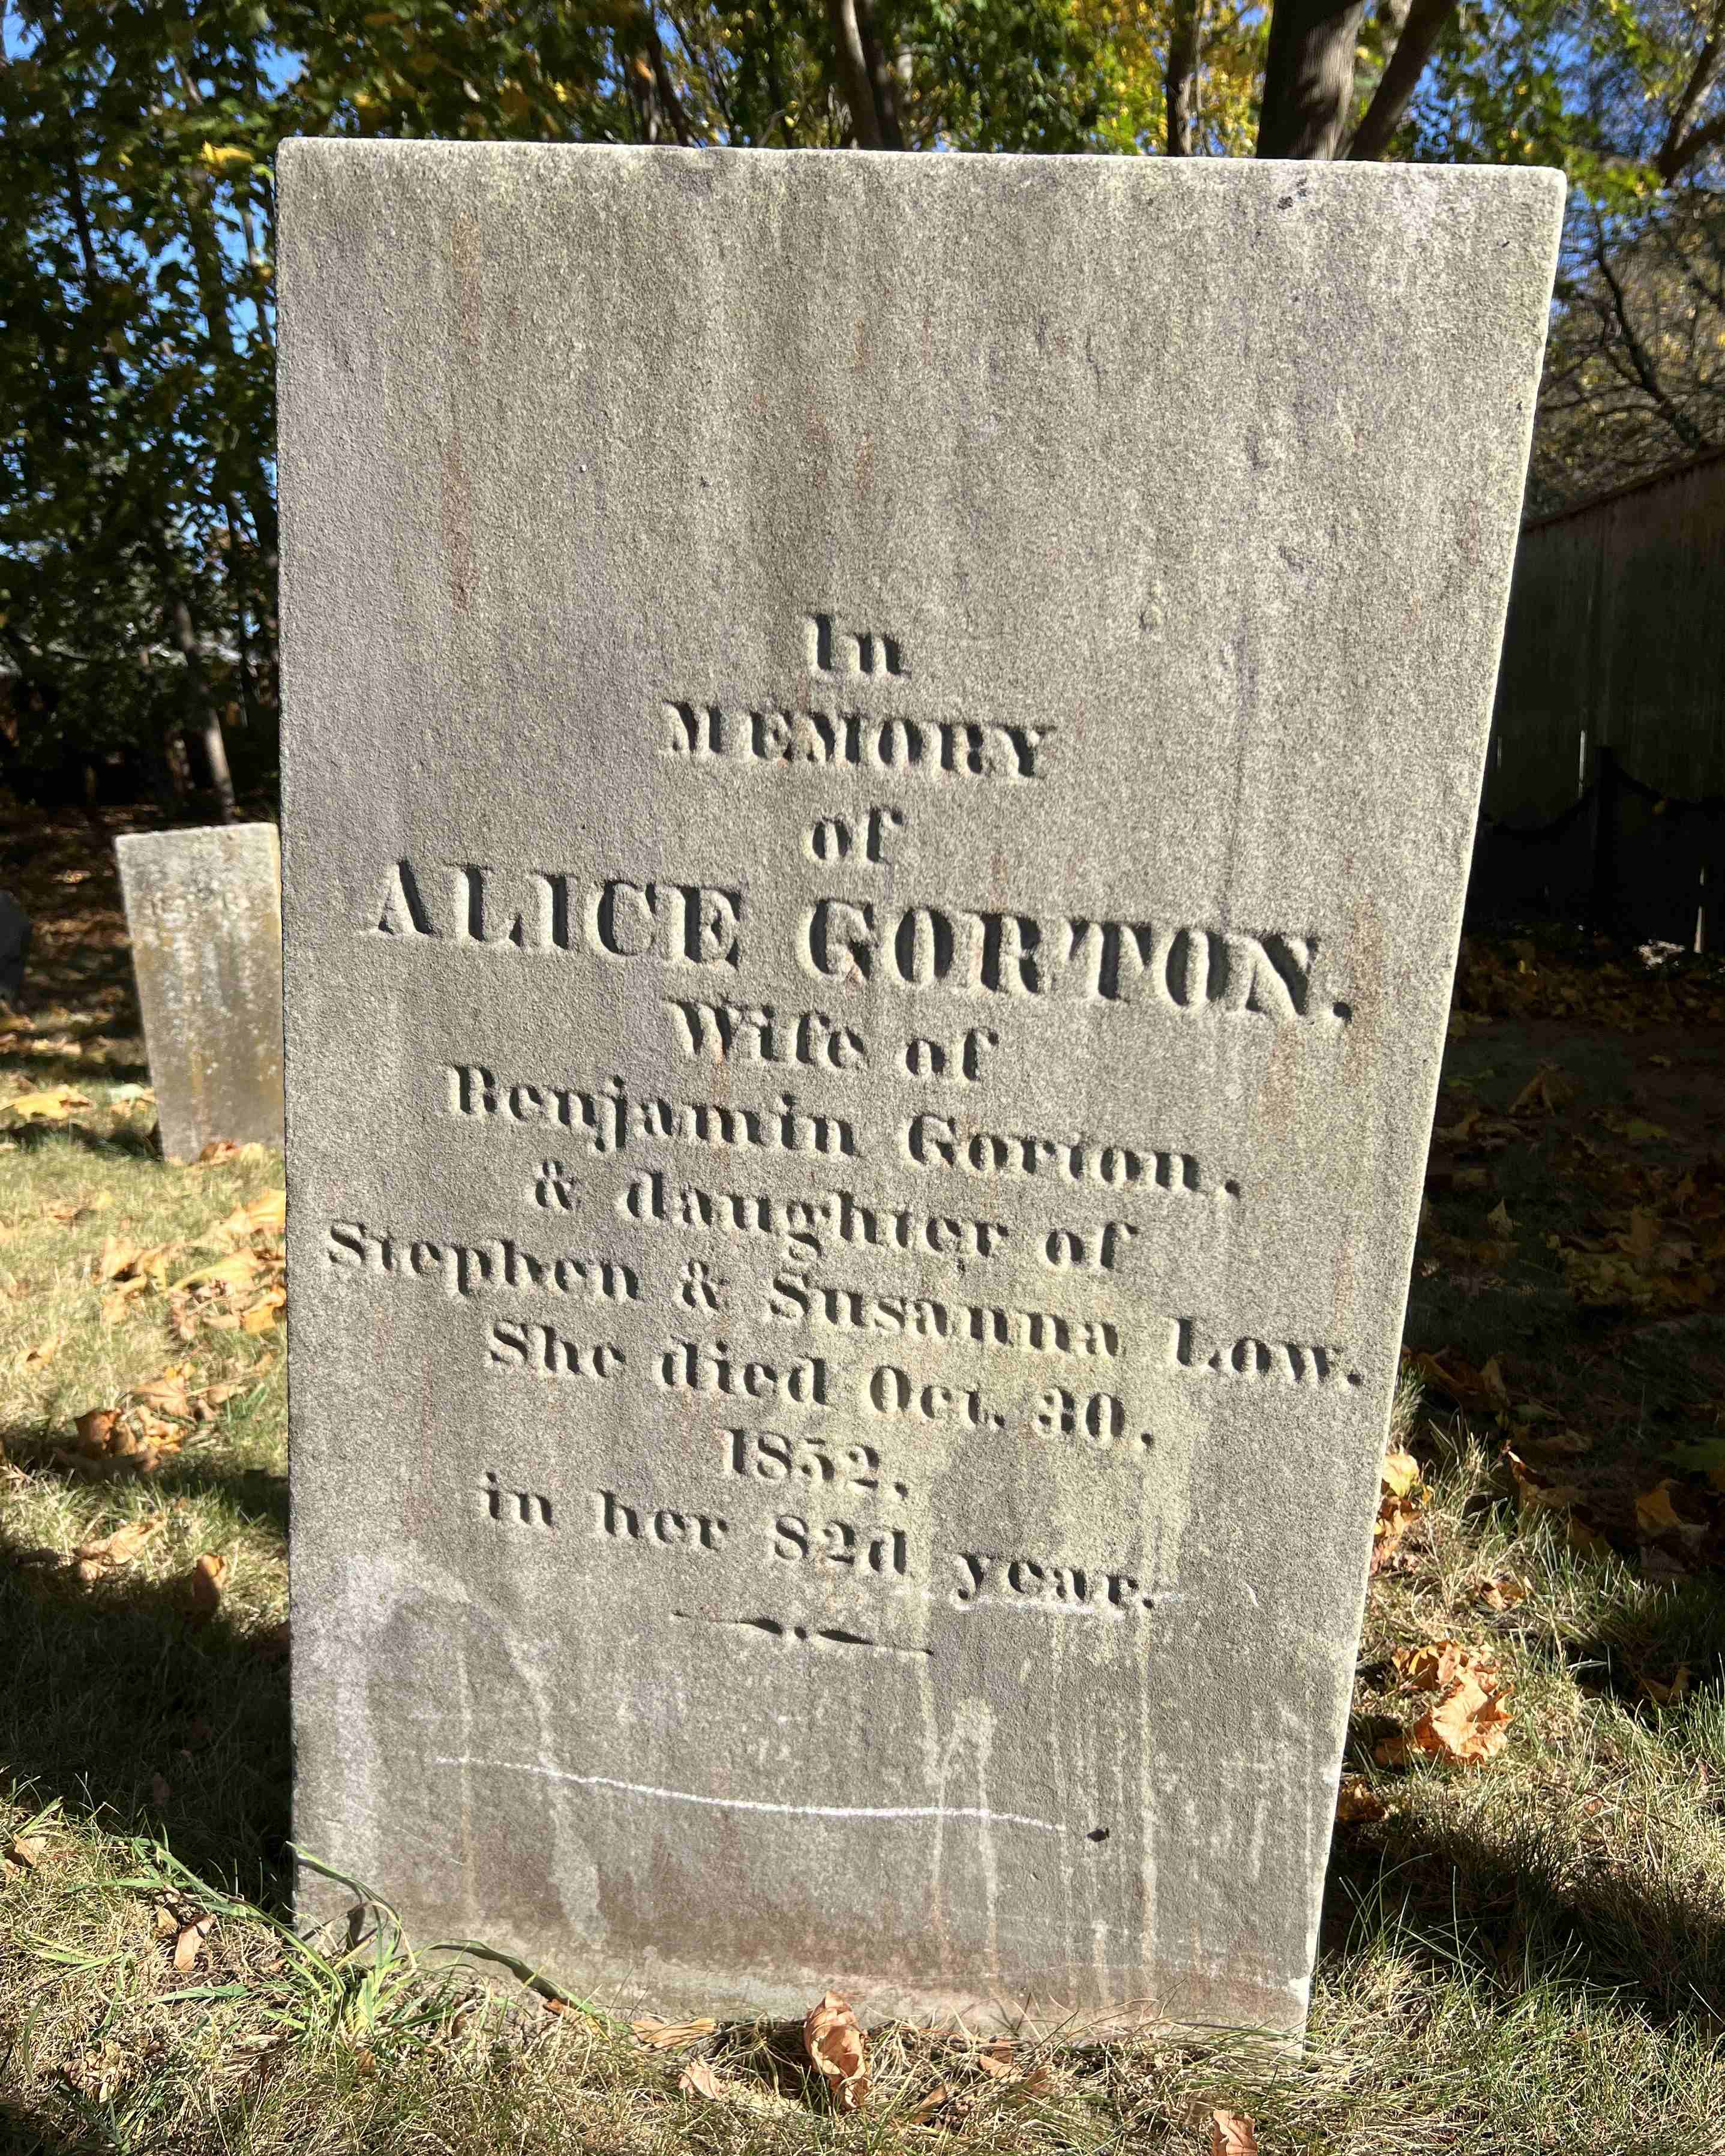 In
MEMORY
of
ALICE GORTON,
Wife of
Benjamin Gorton,
& daughter of
Stephen & Susanna Low.
She died Oct. 30,
1852,
in her 82d year.